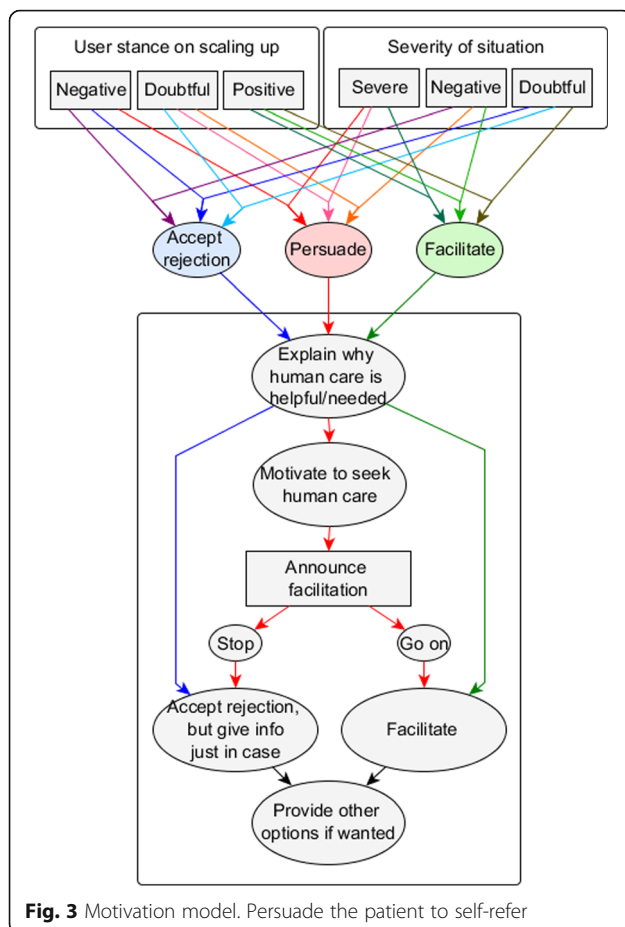 User stance on scaling up
Severity of situation
Negative
Doubtful
Positive
Severe
Negative
Doubtful
Accept
rejection
Persuade
Facilitate
Explain why
human care is
helpful/needed
Motivate to seek
human care
Announce
facilitation
Stop
Go on
Accept rejection,
but give info
just in case
Facilitate
Provide other
options if wanted
Fig. 3 Motivation model. Persuade the patient to self-refer